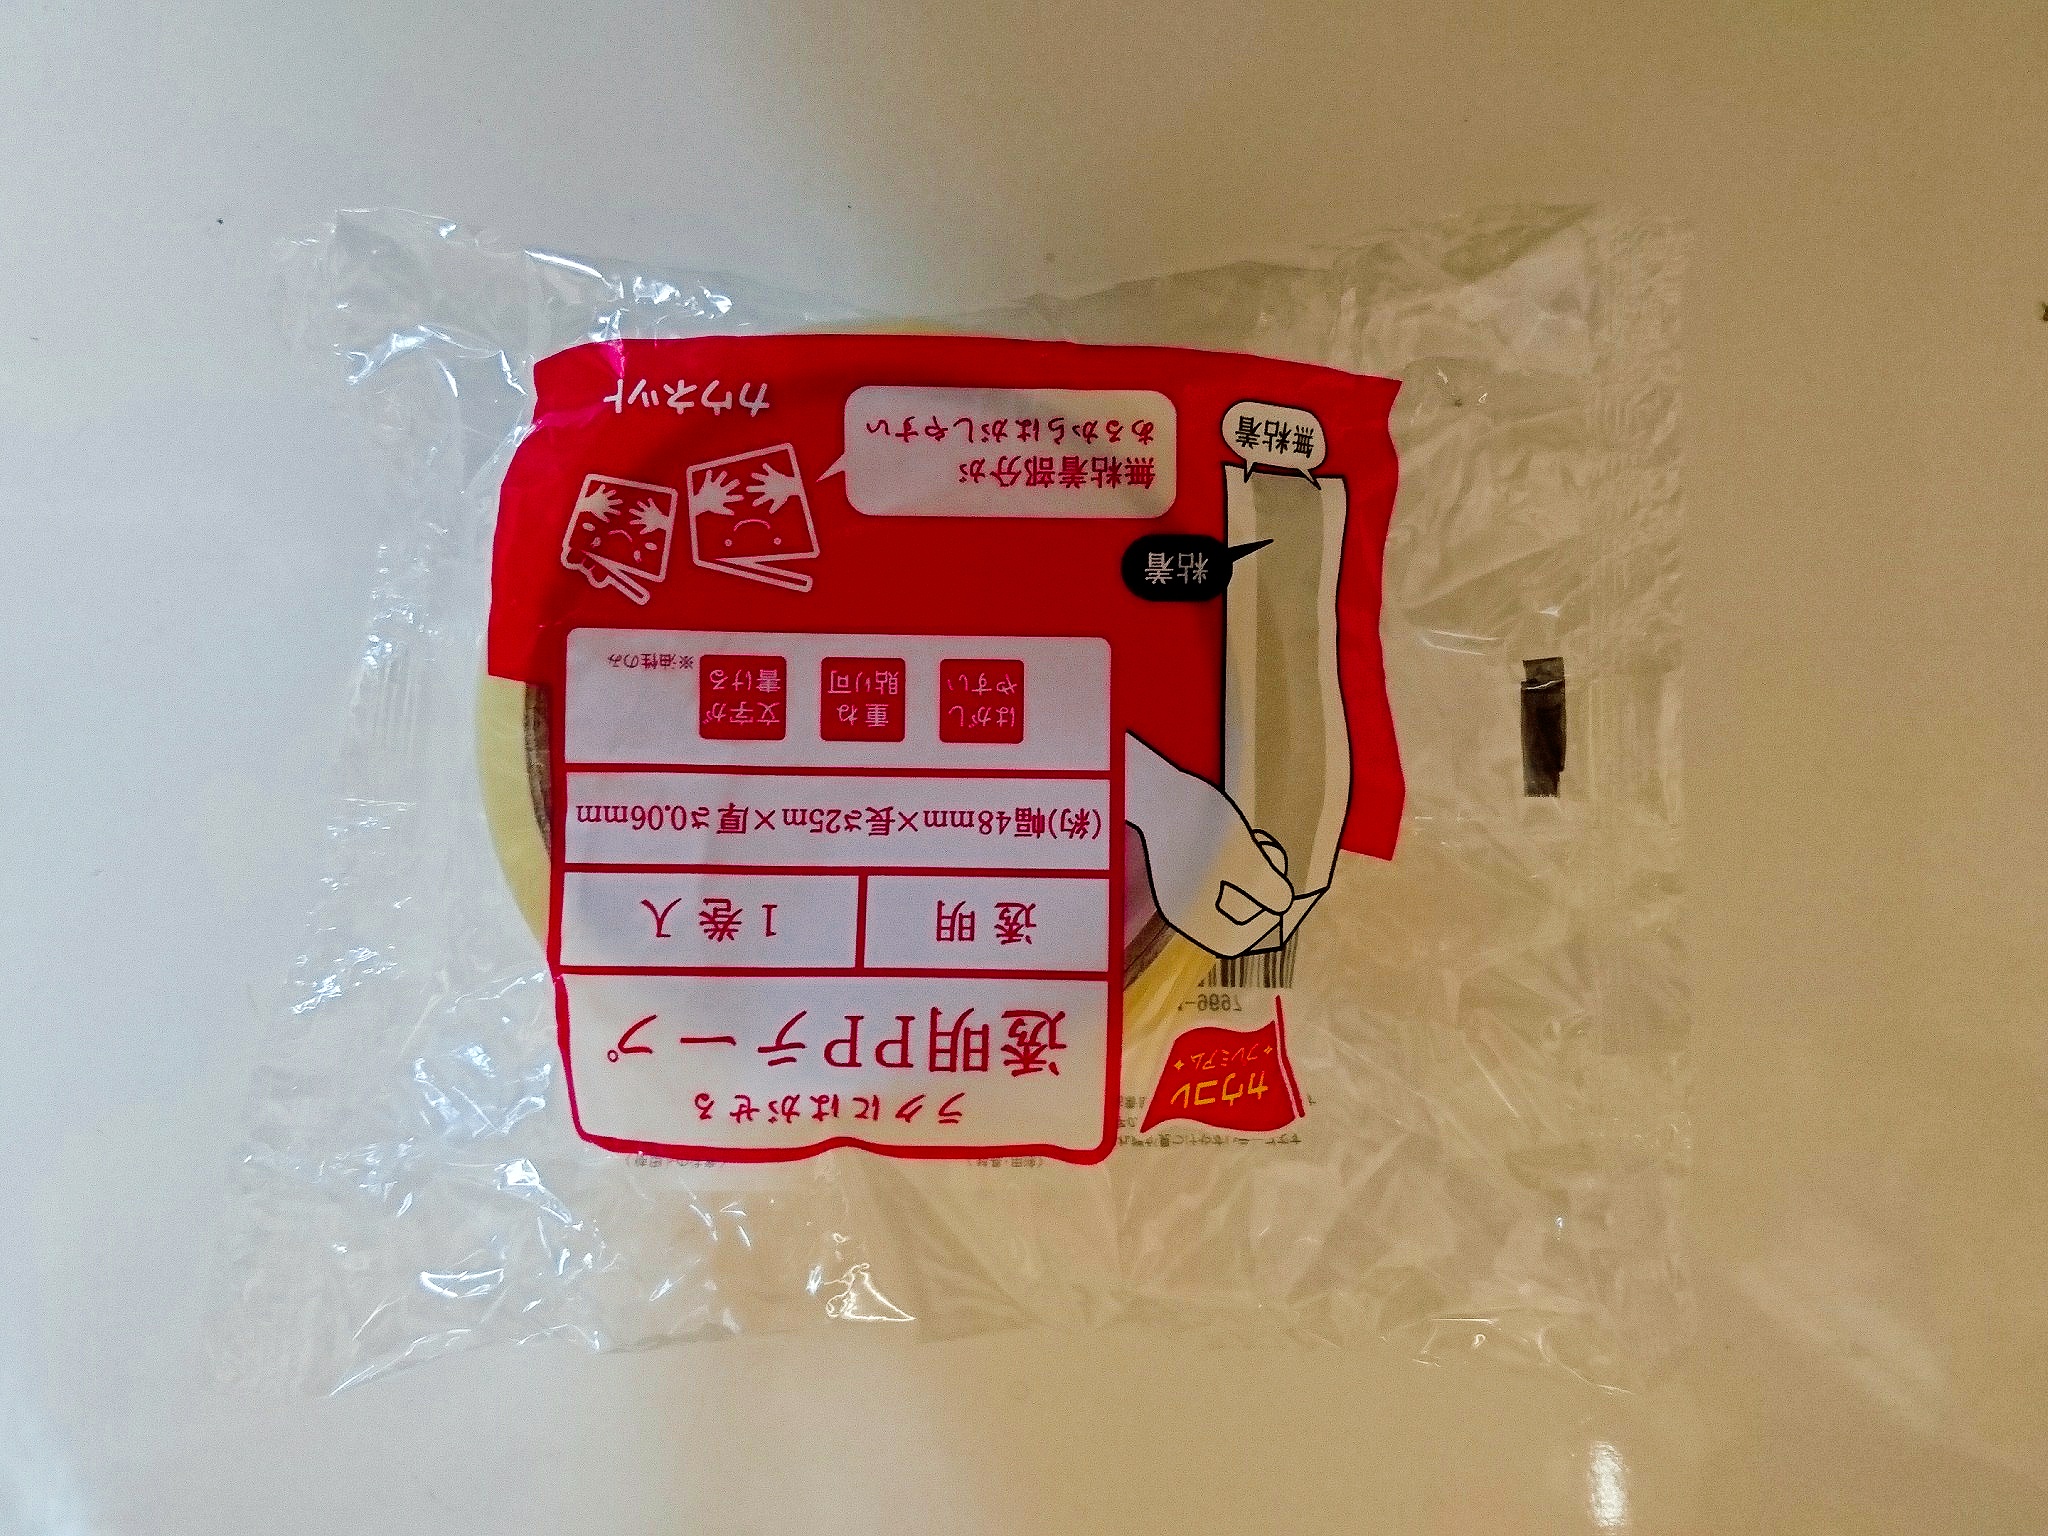 カウコレ
プレミアム
ラクにはがせる
透明PPテープ
透明
1巻入
(約)幅48mm×長さ25m×厚さ0.06mm
はがし
やすい
重ね
貼り可
文字が
書ける
※油性のみ
粘着
無粘着
無粘着部分が
あるからはがしやすい
カウネット